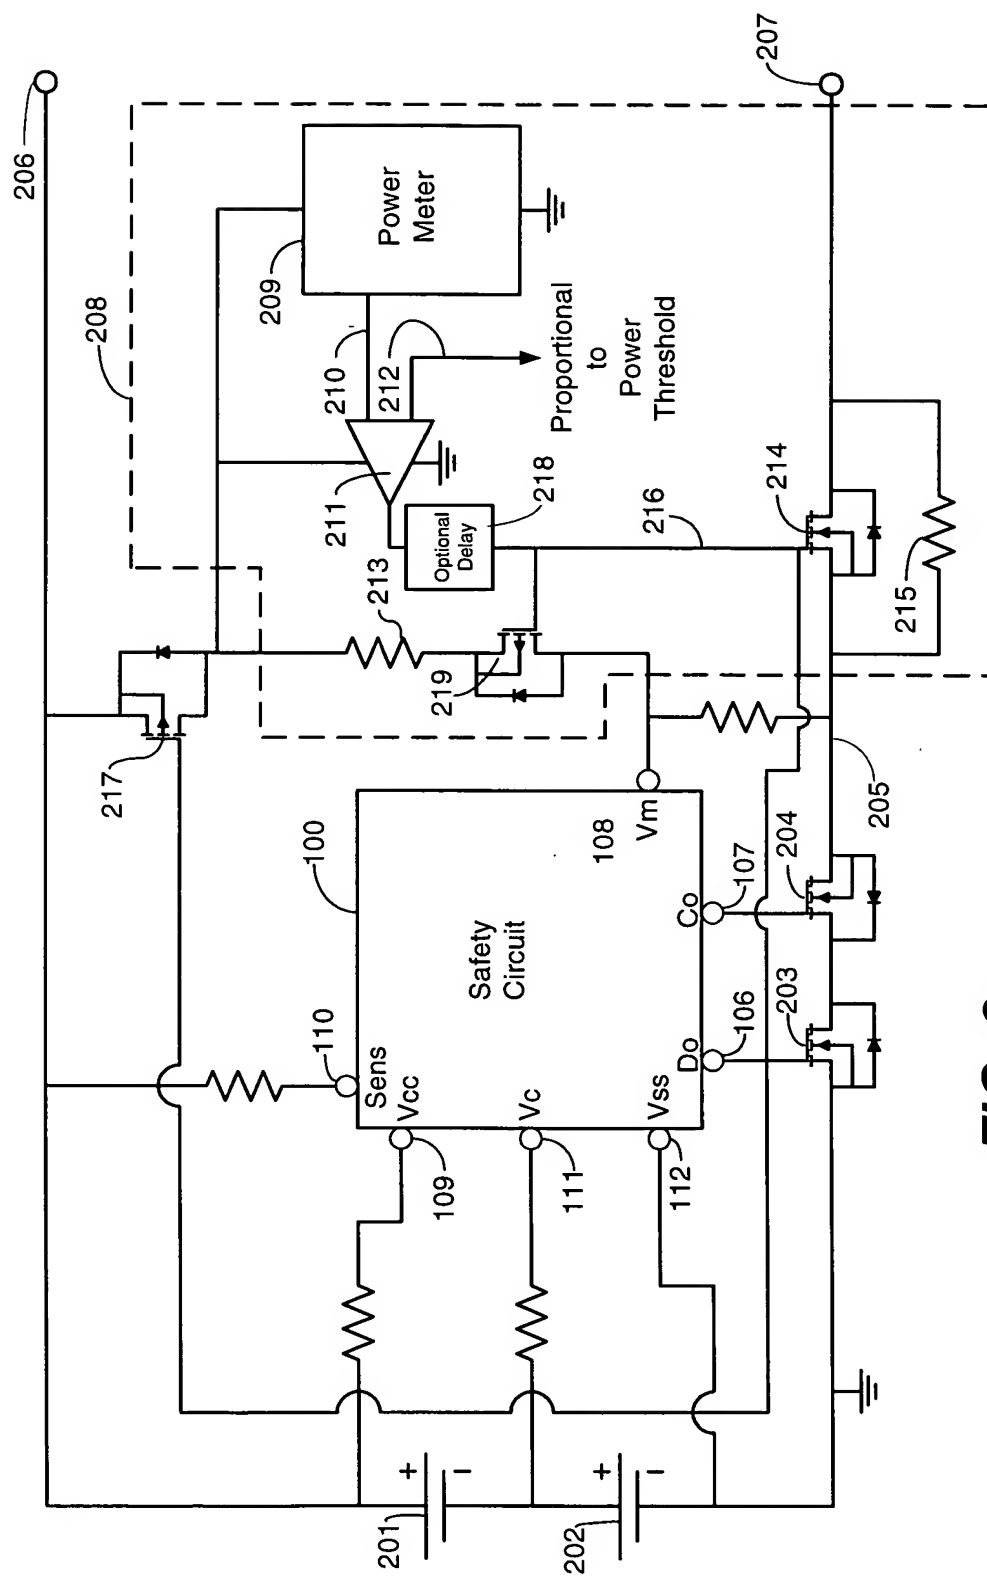 206
207
208
Power
Meter
209
210
211
212
Proportional
to
Power
Threshold
Optional
Delay
218
213
216
214
215
217
219
100
Safety
Circuit
108
Vm
110
Sens
Vcc
109
Vc
111
Vss
112
Do
106
Co
107
203
204
205
201
+
–
202
+
–